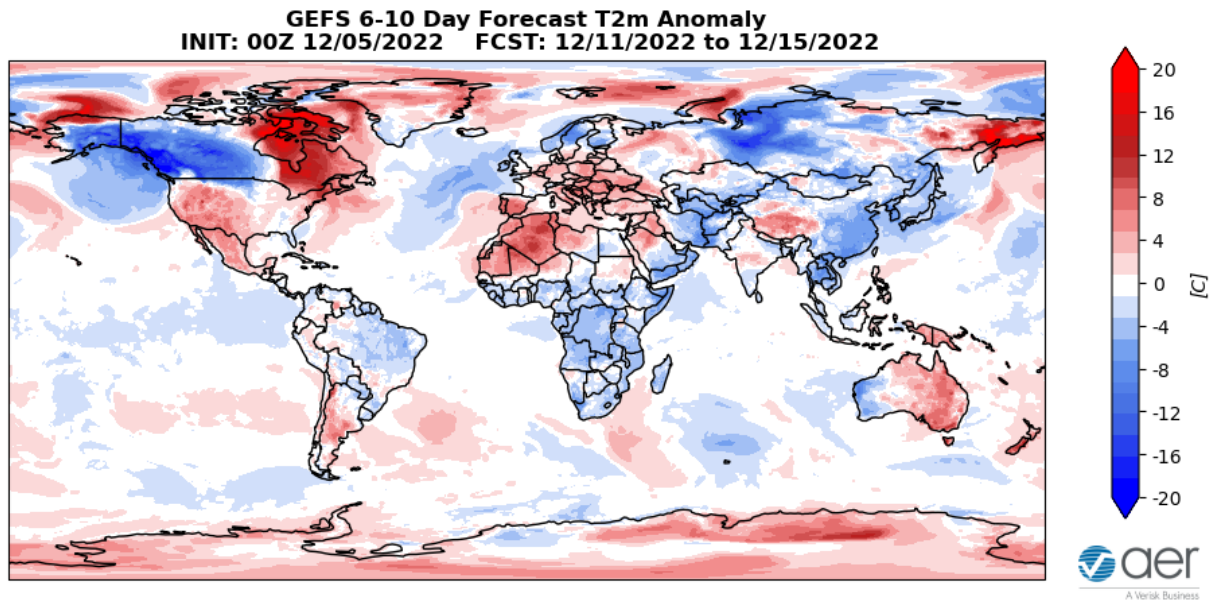 GEFS 6-10 Day Forecast T2m Anomaly
INIT: 00Z 12/05/2022 FCST: 12/11/2022 to 12/15/2022
20
16
12
8
4
0
-4
-8
-12
-16
-20
[C]
aer
A Verisk Business